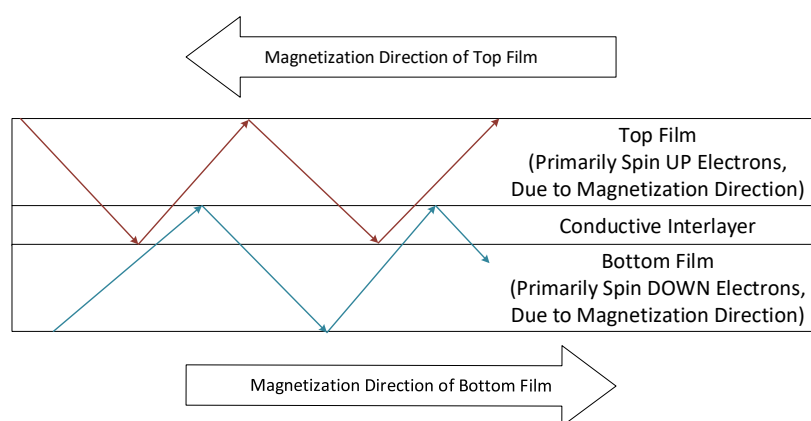 Magnetization Direction of Top Film
Top Film
(Primarily Spin UP Electrons,
Due to Magnetization Direction)
Conductive Interlayer
Bottom Film
(Primarily Spin DOWN Electrons,
Due to Magnetization Direction)
Magnetization Direction of Bottom Film